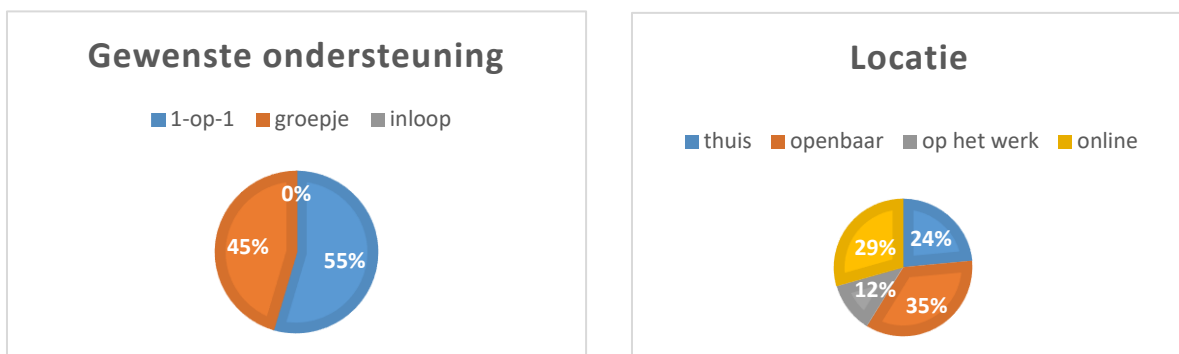 Gewenste ondersteuning
1-op-1 groepje inloop
0%
45%
55%
Locatie
thuis openbaar op het werk online
24%
29%
12%
35%